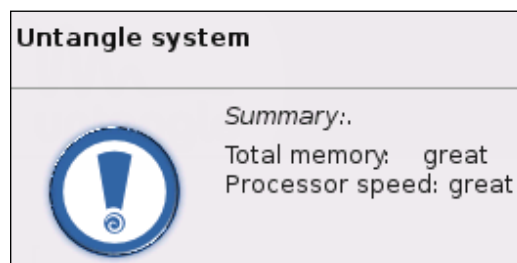 Untangle system
Summary:.
Total memory: great
Processor speed: great